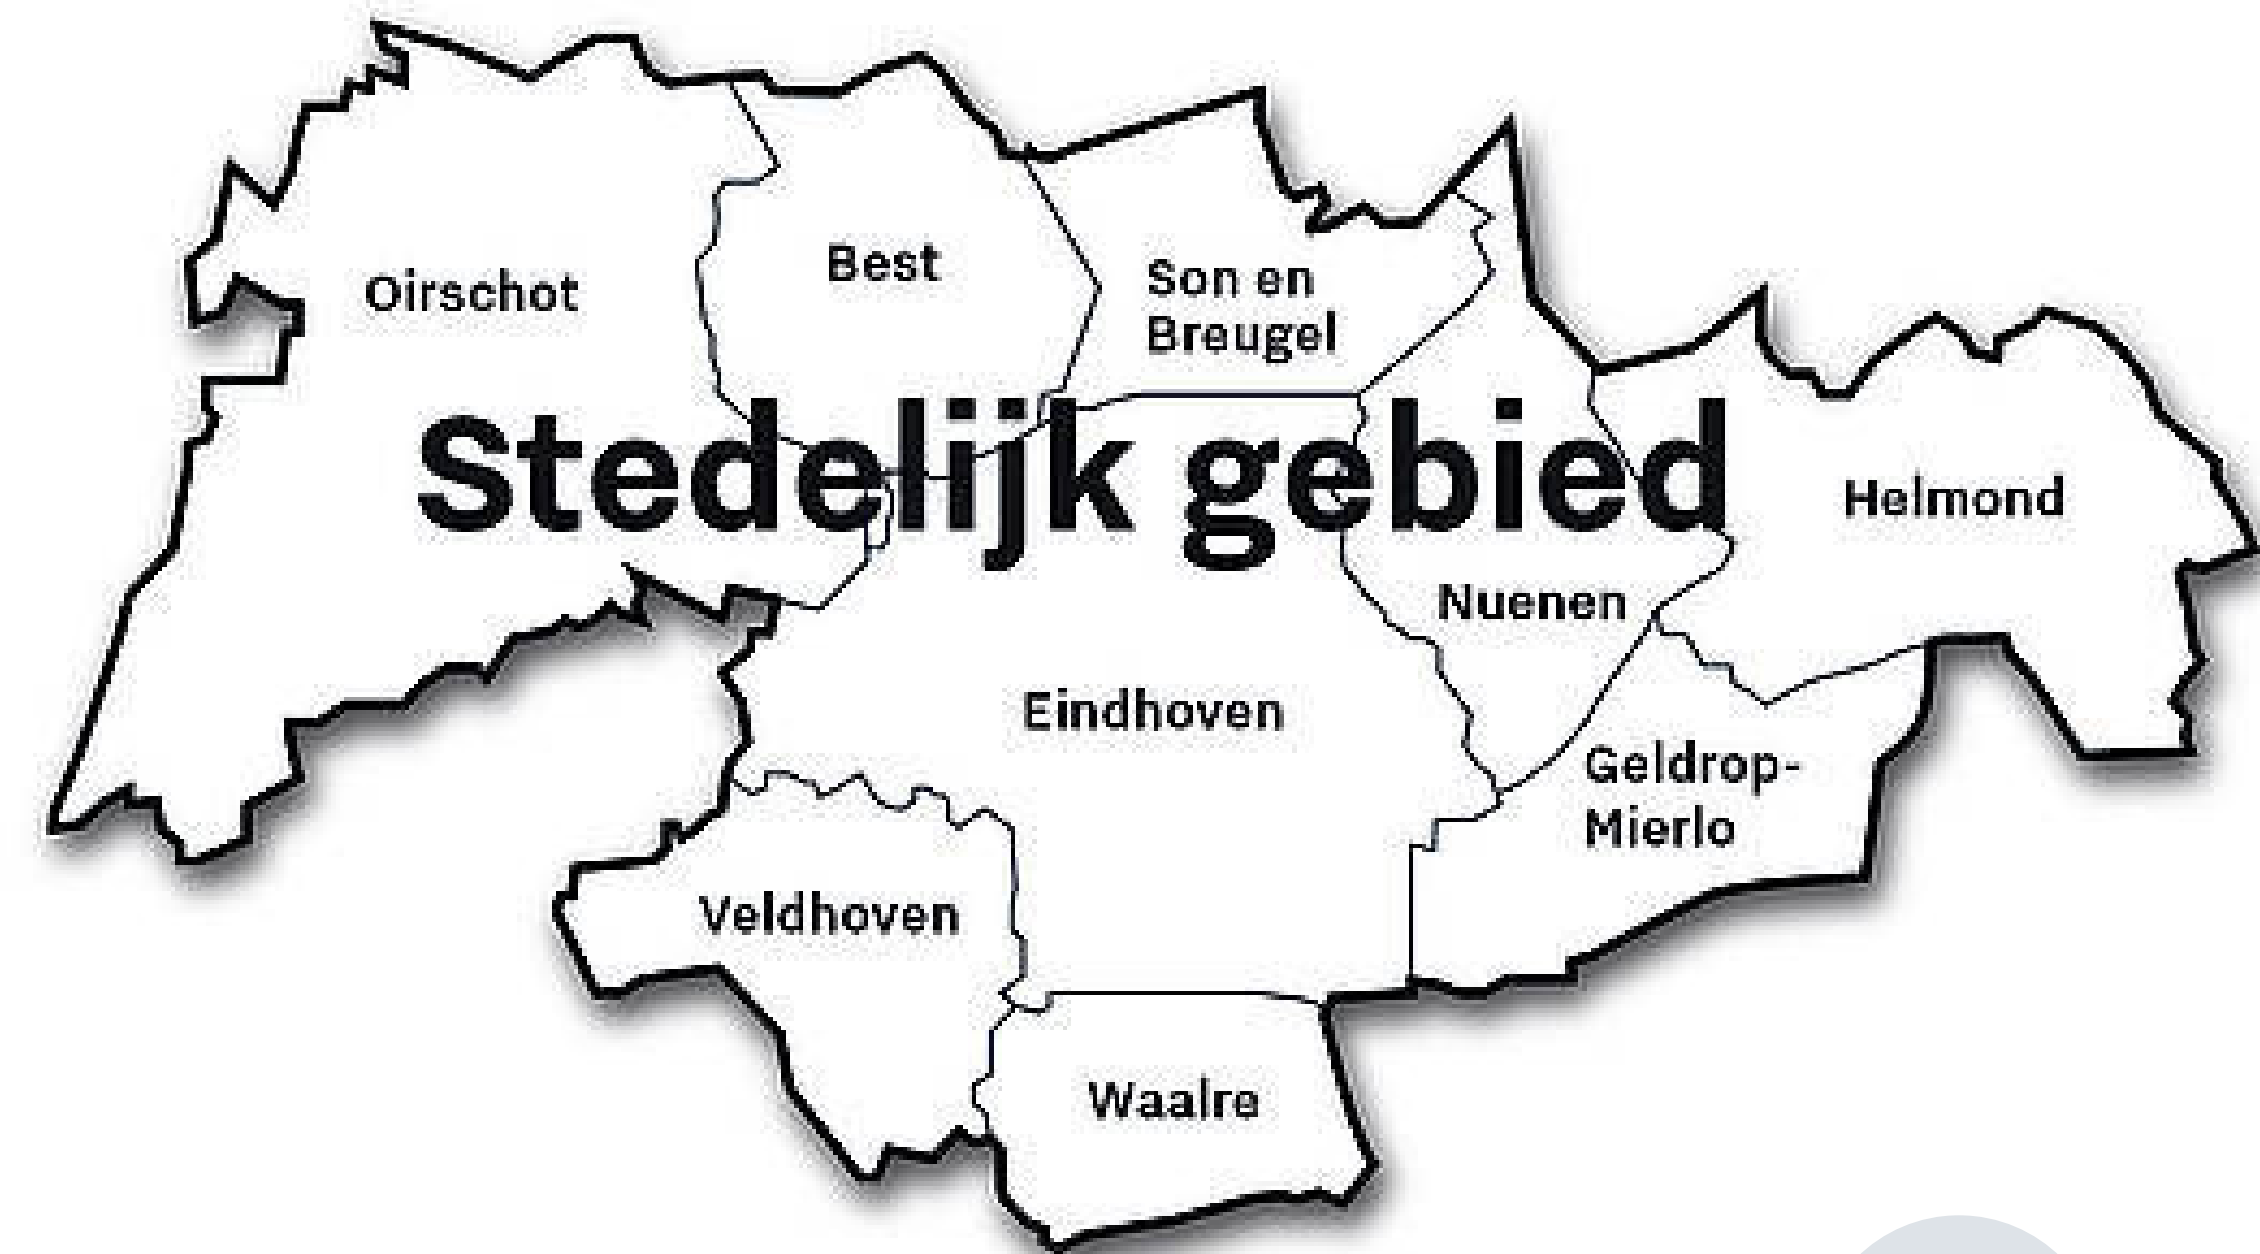 Best
Oirschot
Son en
Breugel
Stedelijk gebied
Helmond
Nuenen
Eindhoven
Geldrop-
Mierlo
Veldhoven
Waalre